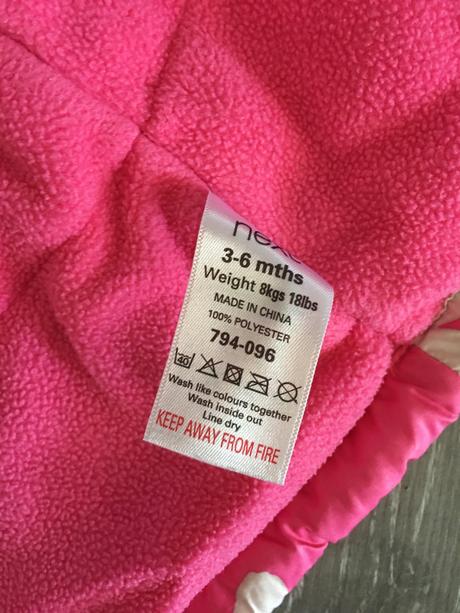 next
3-6 mths
Weight 8kgs 18lbs
MADE IN CHINA
100% POLYESTER
794-096
40
Wash like colours together
Wash inside out
Line dry
KEEP AWAY FROM FIRE